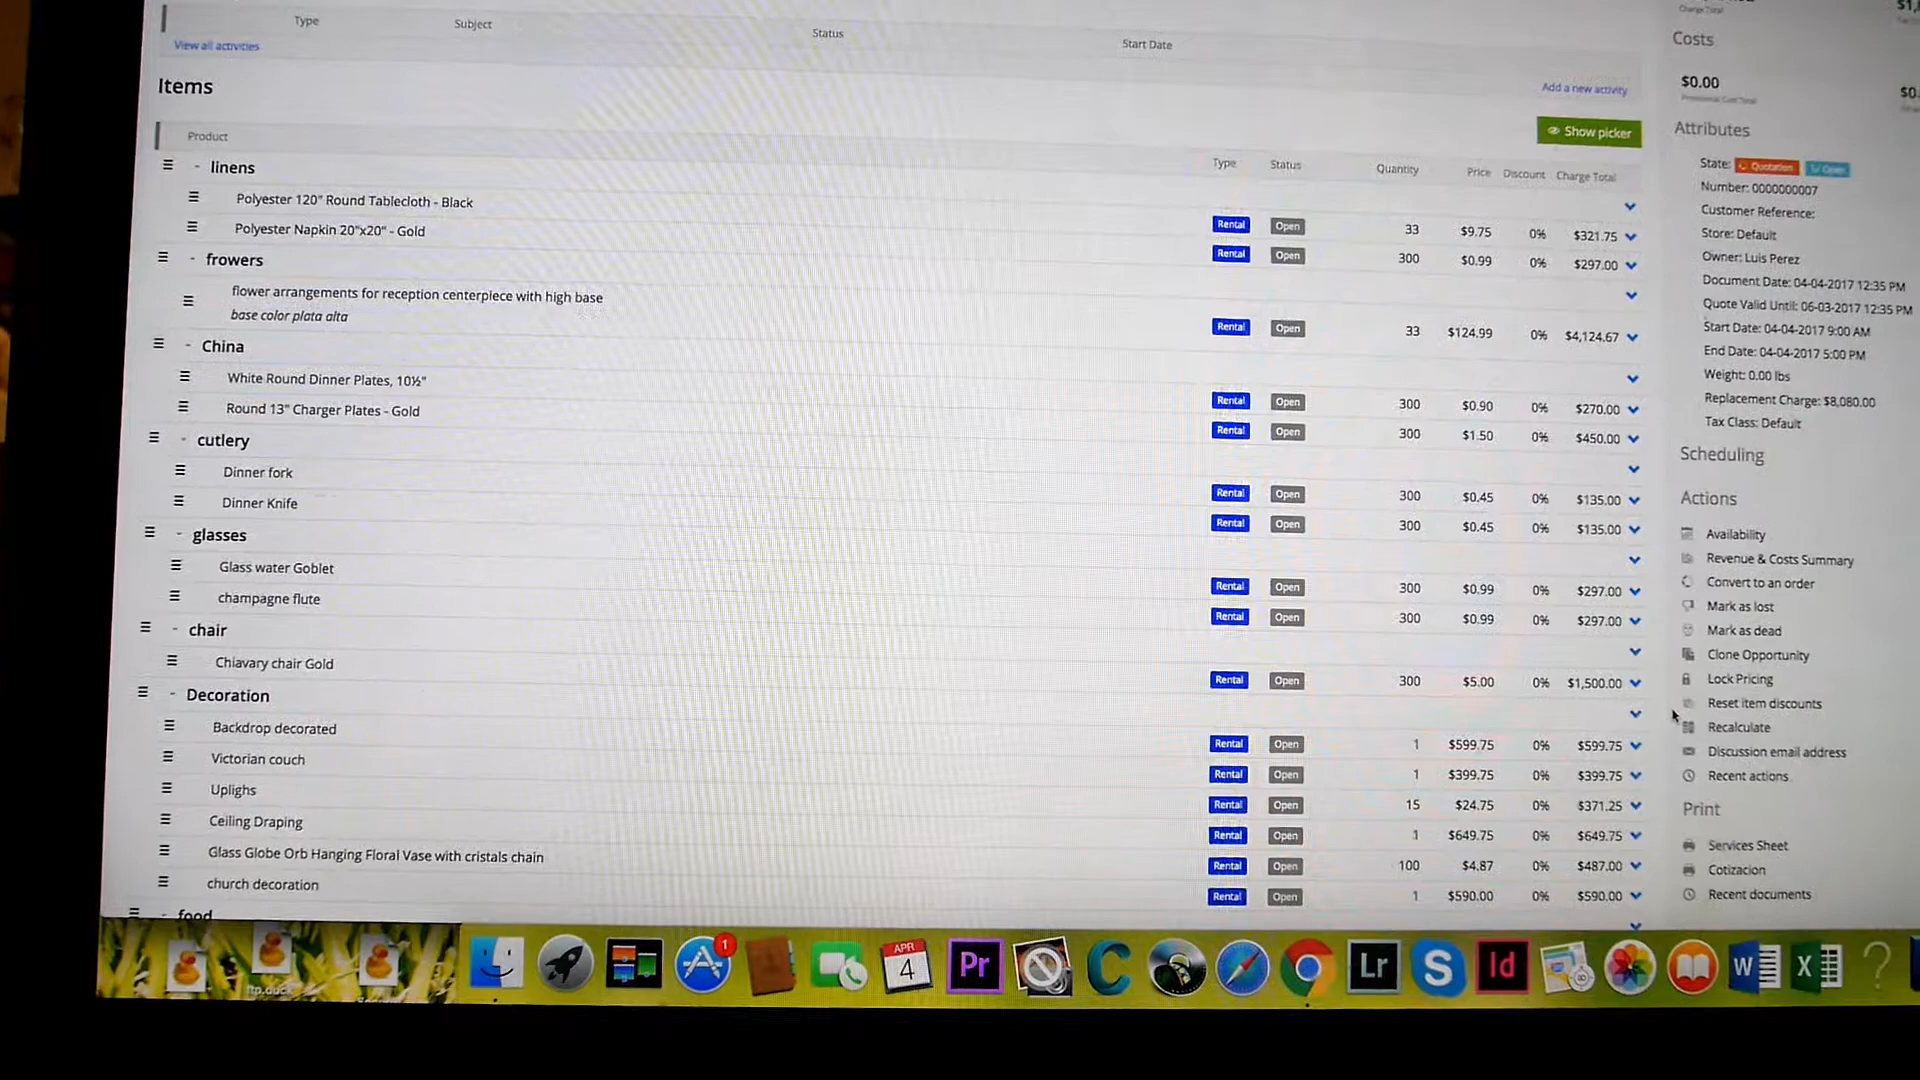 Type Subject Status Start Date
View all activities
Items
Add a new activity
Show picker
Product Type Status Quantity Price Discount Charge Total
- linens
Polyester 120" Round Tablecloth - Black Rental Open 33 $9.75 0% $321.75
Polyester Napkin 20"x20" - Gold Rental Open 300 $0.99 0% $297.00
- frowers
flower arrangements for reception centerplece with high base
base color plata alta Rental Open 33 $124.99 0% $4,124.67
- China
White Round Dinner Plates, 10½" Rental Open 300 $0.90 0% $270.00
Round 13" Charger Plates - Gold Rental Open 300 $1.50 0% $450.00
- cutlery
Dinner fork Rental Open 300 $0.45 0% $135.00
Dinner Knife Rental Open 300 $0.45 0% $135.00
- glasses
Glass water Goblet Rental Open 300 $0.99 0% $297.00
champagne flute Rental Open 300 $0.99 0% $297.00
- chair
Chiavary chair Gold Rental Open 300 $5.00 0% $1,500.00
- Decoration
Backdrop decorated Rental Open 1 $599.75 0% $599.75
Victorian couch Rental Open 1 $399.75 0% $399.75
Uplighs Rental Open 15 $24.75 0% $371.25
Ceiling Draping Rental Open 1 $649.75 0% $649.75
Glass Globe Orb Hanging Floral Vase with cristals chain Rental Open 100 $4.87 0% $487.00
church decoration Rental Open 1 $590.00 0% $590.00
- food
Charge Total
Costs
$0.00 $0.
Attributes
State: Quotation Open
Number: 0000000007
Customer Reference:
Store: Default
Owner: Luis Perez
Document Date: 04-04-2017 12:35 PM
Quote Valid Until: 06-03-2017 12:35 PM
Start Date: 04-04-2017 9:00 AM
End Date: 04-04-2017 5:00 PM
Weight: 0.00 lbs
Replacement Charge: $8,080.00
Tax Class: Default
Scheduling
Actions
Availability
Revenue & Costs Summary
Convert to an order
Mark as lost
Mark as dead
Clone Opportunity
Lock Pricing
Reset item discounts
Recalculate
Discussion email address
Recent actions
Print
Services Sheet
Cotizacion
Recent documents
ftp.duck
1
APR
4
Pr
C
Lr
S
Id
W
X
?